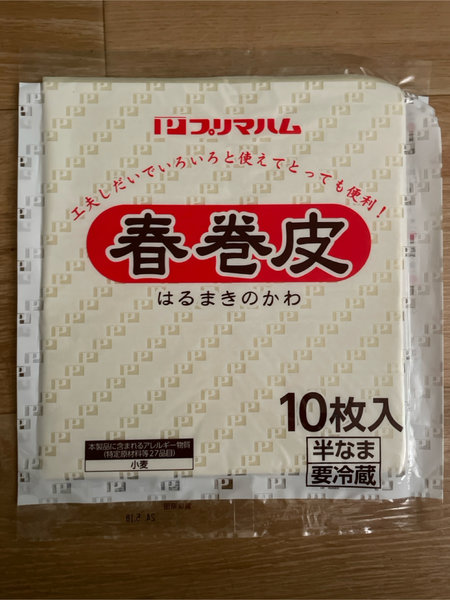 プリマハム
工夫しだいでいろいろと使えてとっても便利!
春巻皮
はるまきのかわ
10枚入
半なま
要冷蔵
本製品に含まれるアレルギー物質
(特定原材料等27品目)
小麦